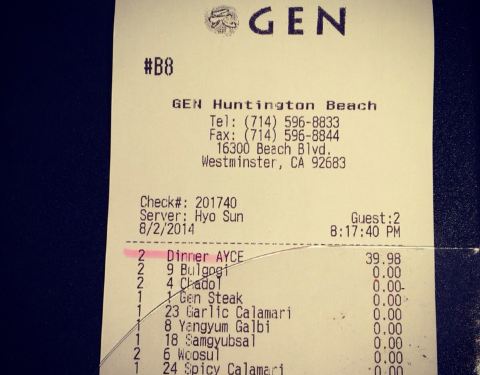 GEN
#B8
GEN Huntington Beach
Tel: (714) 596-8833
Fax: (714) 596-8844
16300 Beach Blvd.
Westminster, CA 92683
Check#: 201740
Server: Hyo Sun Guest:2
8/2/2014 8:17:40 PM
2 Dinner AYCE 39.98
2 9 Bulgogi 0.00
2 4 Chadol 0.00
1 1 Gen Steak 0.00
1 23 Garlic Calamari 0.00
1 8 Yangyum Galbi 0.00
1 18 Samgyubsal 0.00
2 6 Woosul 0.00
1 24 Spicy Calamari 0.00